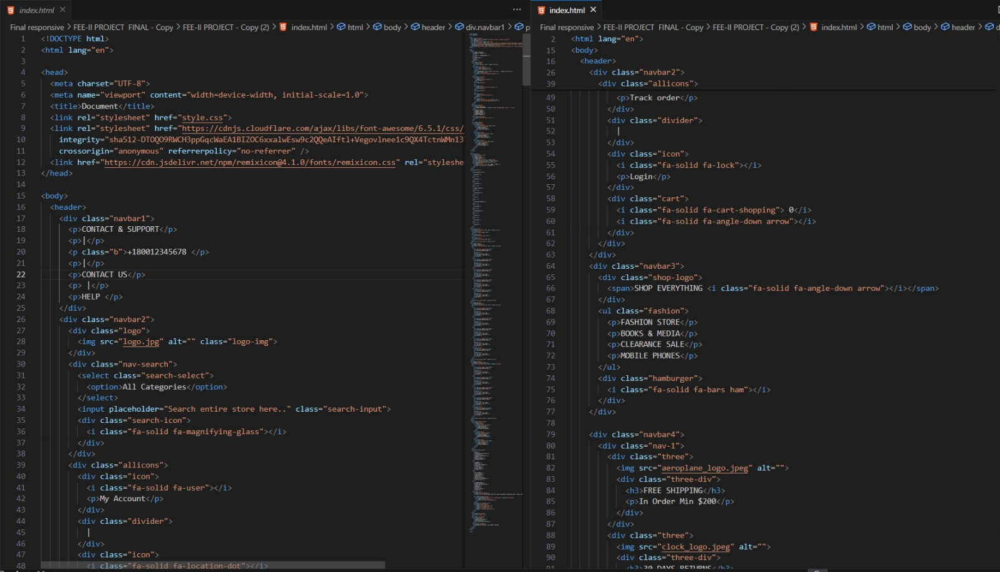 index.html
Final responsive > FEE-II PROJECT FINAL - Copy > FEE-II PROJECT - Copy (2) > index.html > html > body > header > div.navbar1 > p
1 <!DOCTYPE html>
2 <html lang="en">
3
4 <head>
5 <meta charset="UTF-8">
6 <meta name="viewport" content="width=device-width, initial-scale=1.0">
7 <title>Document</title>
8 <link rel="stylesheet" href="style.css">
9 <link rel="stylesheet" href="https://cdnjs.cloudflare.com/ajax/libs/font-awesome/6.5.1/css/
10 integrity="sha512-DTOQO9RWCH3ppGqcWaEA1BIZOC6xxalwEsw9c2QQeAIftl+Vegovlnee1c9QX4TctnWMn13
11 crossorigin="anonymous" referrerpolicy="no-referrer" />
12 <link href="https://cdn.jsdelivr.net/npm/remixicon@4.1.0/fonts/remixicon.css" rel="styleshe
13 </head>
14
15 <body>
16 <header>
17 <div class="navbar1">
18 <p>CONTACT & SUPPORT</p>
19 <p>|</p>
20 <p class="b">+180012345678 </p>
21 <p>|</p>
22 <p>CONTACT US</p>
23 <p> |</p>
24 <p>HELP </p>
25 </div>
26 <div class="navbar2">
27 <div class="logo">
28 <img src="logo.jpg" alt="" class="logo-img">
29 </div>
30 <div class="nav-search">
31 <select class="search-select">
32 <option>All Categories</option>
33 </select>
34 <input placeholder="Search entire store here.." class="search-input">
35 <div class="search-icon">
36 <i class="fa-solid fa-magnifying-glass"></i>
37 </div>
38 </div>
39 <div class="allicons">
40 <div class="icon">
41 <i class="fa-solid fa-user"></i>
42 <p>My Account</p>
43 </div>
44 <div class="divider">
45 |
46 </div>
47 <div class="icon">
48 <i class="fa-solid fa-location-dot"></i>
index.html
Final responsive > FEE-II PROJECT FINAL - Copy > FEE-II PROJECT - Copy (2) > index.html > html > body > header > d
2 <html lang="en">
15 <body>
16 <header>
26 <div class="navbar2">
39 <div class="allicons">
49 <p>Track order</p>
50 </div>
51 <div class="divider">
52 |
53 </div>
54 <div class="icon">
55 <i class="fa-solid fa-lock"></i>
56 <p>Login</p>
57 </div>
58 <div class="cart">
59 <i class="fa-solid fa-cart-shopping"> 0</i>
60 <i class="fa-solid fa-angle-down arrow"></i>
61 </div>
62 </div>
63 </div>
64 <div class="navbar3">
65 <div class="shop-logo">
66 <span>SHOP EVERYTHING <i class="fa-solid fa-angle-down arrow"></i></span>
67 </div>
68 <ul class="fashion">
69 <p>FASHION STORE</p>
70 <p>BOOKS & MEDIA</p>
71 <p>CLEARANCE SALE</p>
72 <p>MOBILE PHONES</p>
73 </ul>
74 <div class="hamburger">
75 <i class="fa-solid fa-bars ham"></i>
76 </div>
77 </div>
78
79 <div class="navbar4">
80 <div class="nav-1">
81 <div class="three">
82 <img src="aeroplane_logo.jpeg" alt="">
83 <div class="three-div">
84 <h3>FREE SHIPPING</h3>
85 <p>In Order Min $200</p>
86 </div>
87 </div>
88 <div class="three">
89 <img src="clock_logo.jpeg" alt="">
90 <div class="three-div">
91 <h3>30 DAYS RETURNS</h3>